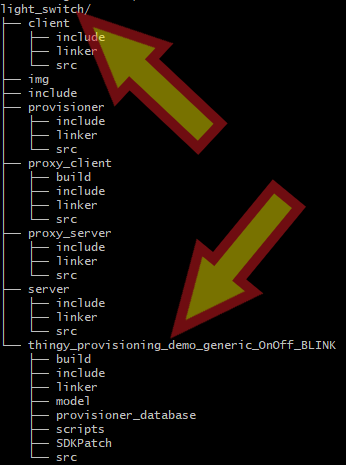 light_switch/
├── client
│   ├── include
│   ├── linker
│   └── src
├── img
├── include
├── provisioner
│   ├── include
│   ├── linker
│   └── src
├── proxy_client
│   ├── build
│   ├── include
│   ├── linker
│   └── src
├── proxy_server
│   ├── include
│   ├── linker
│   └── src
├── server
│   ├── include
│   ├── linker
│   └── src
└── thingy_provisioning_demo_generic_OnOff_BLINK
    ├── build
    ├── include
    ├── linker
    ├── model
    ├── provisioner_database
    ├── scripts
    ├── SDKPatch
    └── src